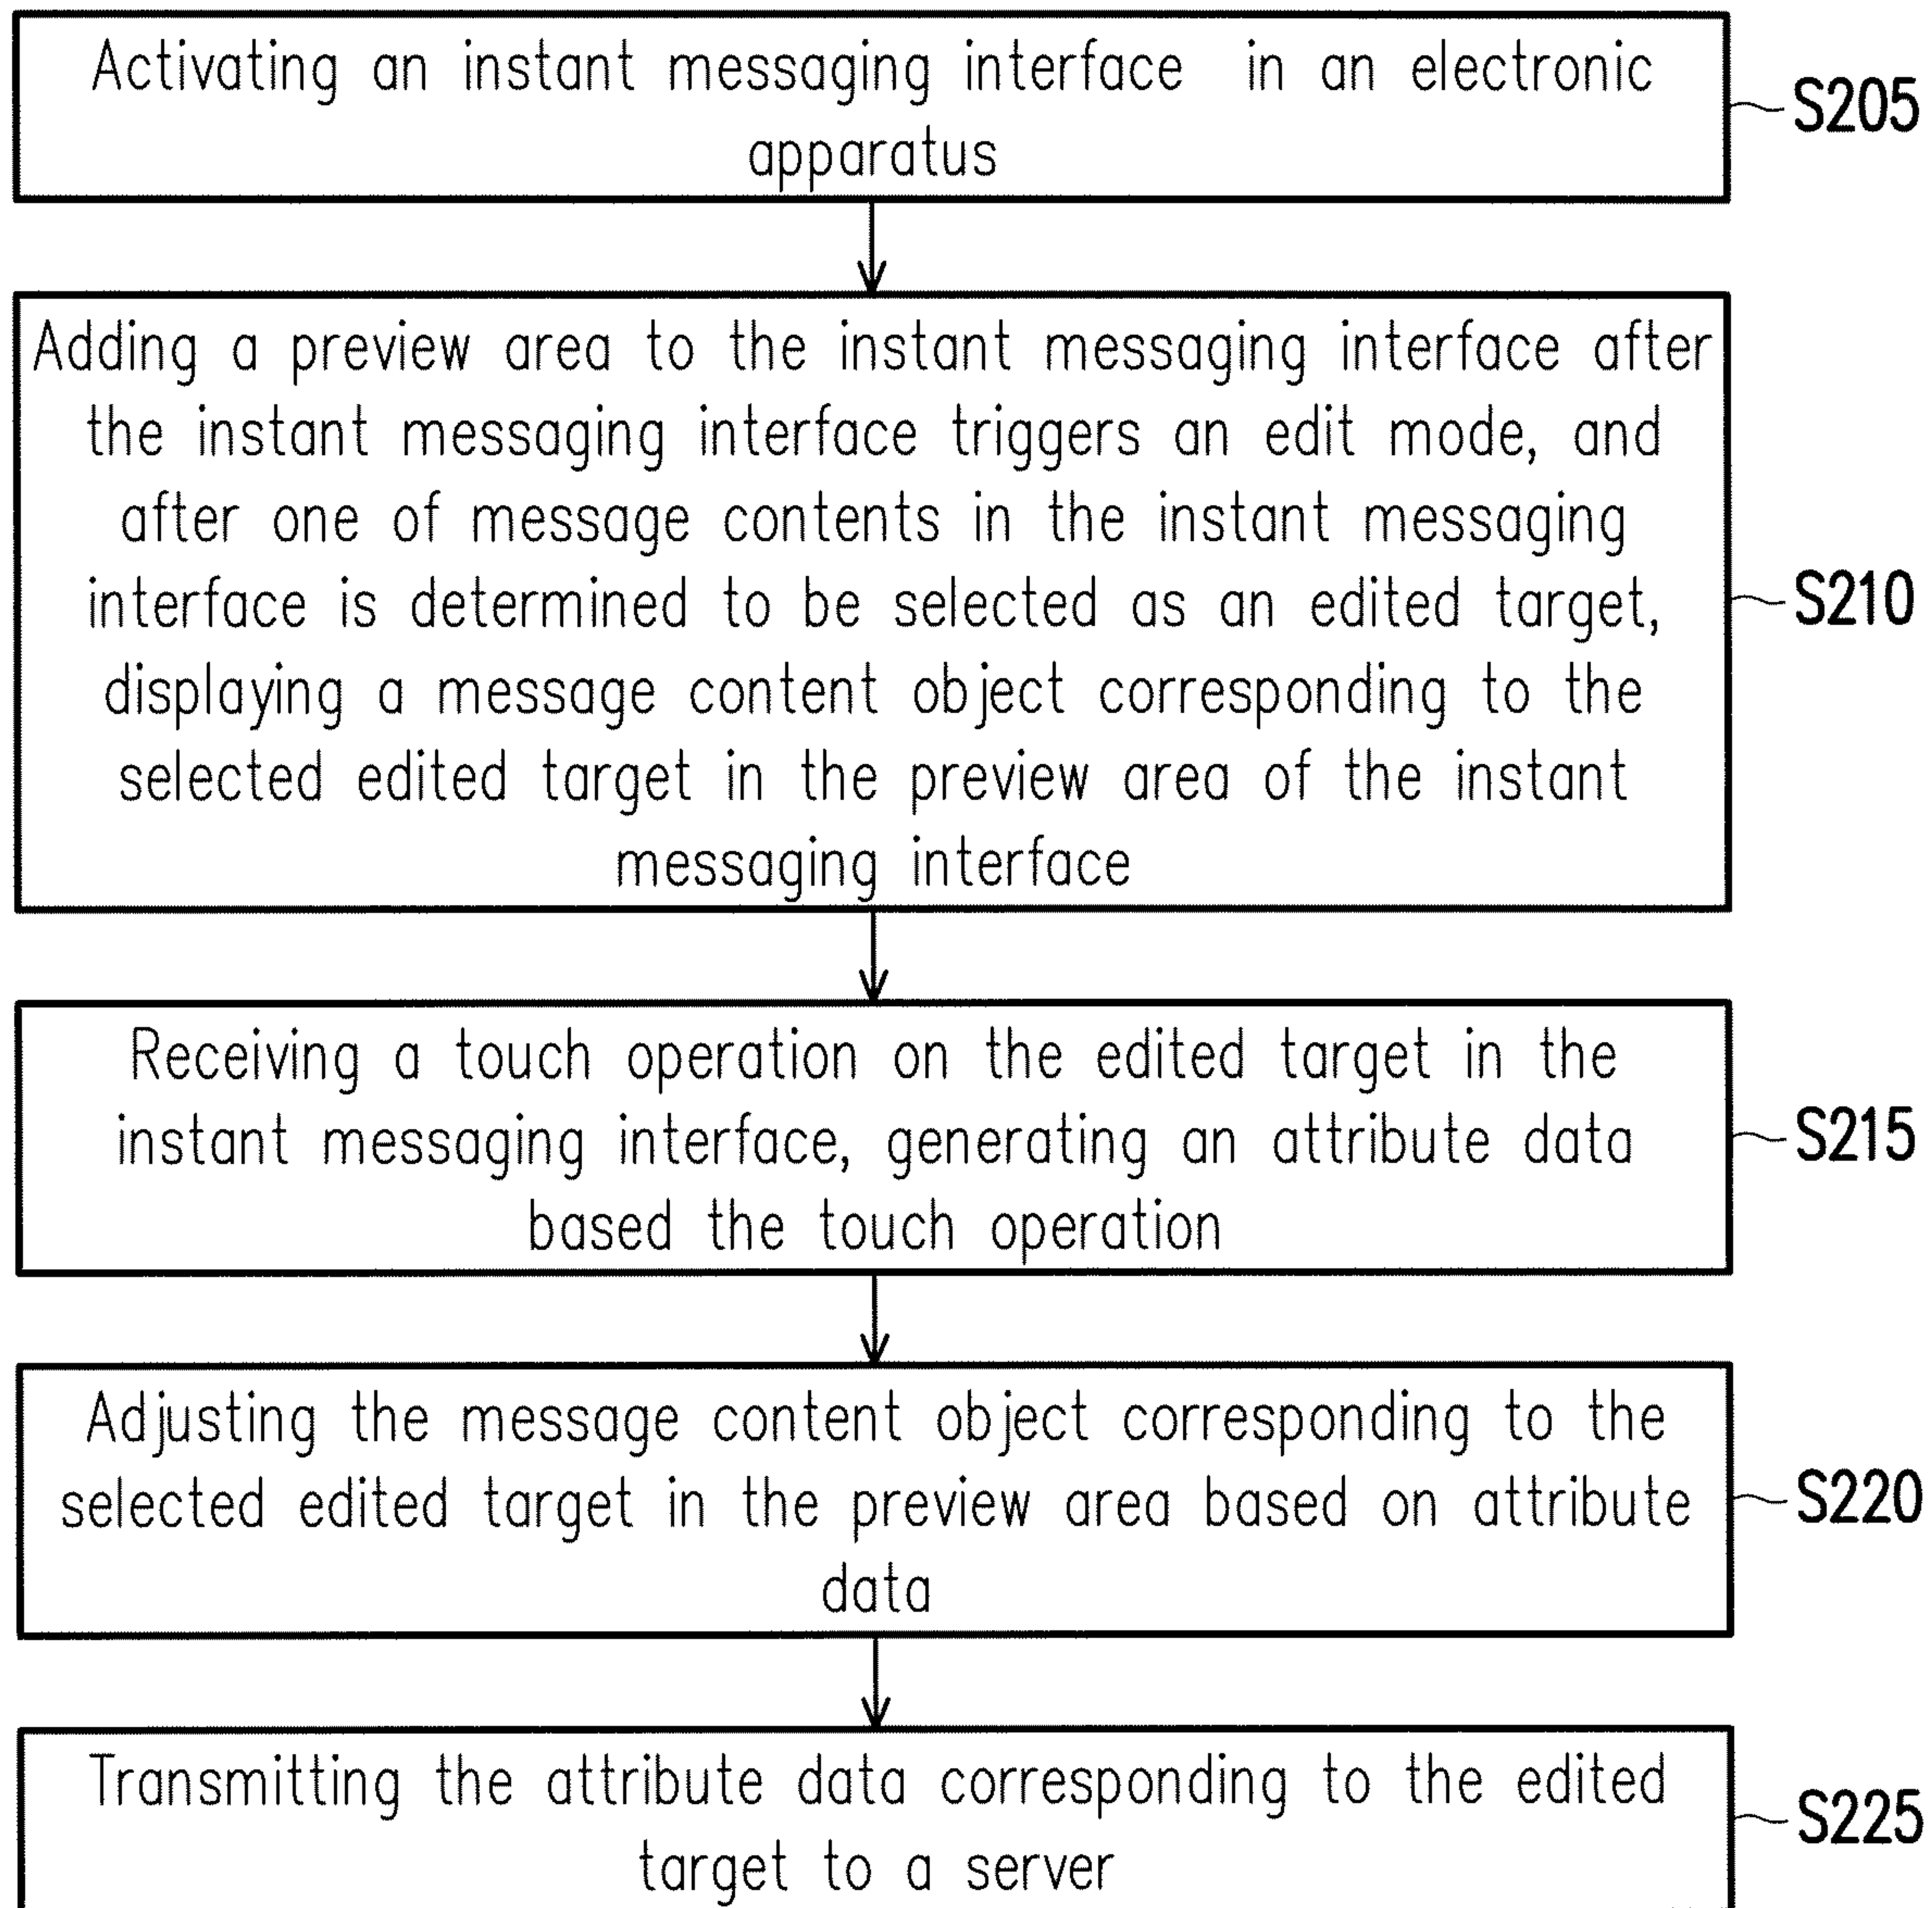 Activating an instant messaging interface in an electronic
apparatus
S205
Adding a preview area to the instant messaging interface after
the instant messaging interface triggers an edit mode, and
after one of message contents in the instant messaging
interface is determined to be selected as an edited target,
displaying a message content object corresponding to the
selected edited target in the preview area of the instant
messaging interface
S210
Receiving a touch operation on the edited target in the
instant messaging interface, generating an attribute data
based the touch operation
S215
Adjusting the message content object corresponding to the
selected edited target in the preview area based on attribute
data
S220
Transmitting the attribute data corresponding to the edited
target to a server
S225